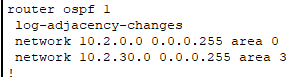 router ospf 1
log-adjacency-changes
network 10.2.0.0 0.0.0.255 area 0
network 10.2.30.0 0.0.0.255 area 3
!